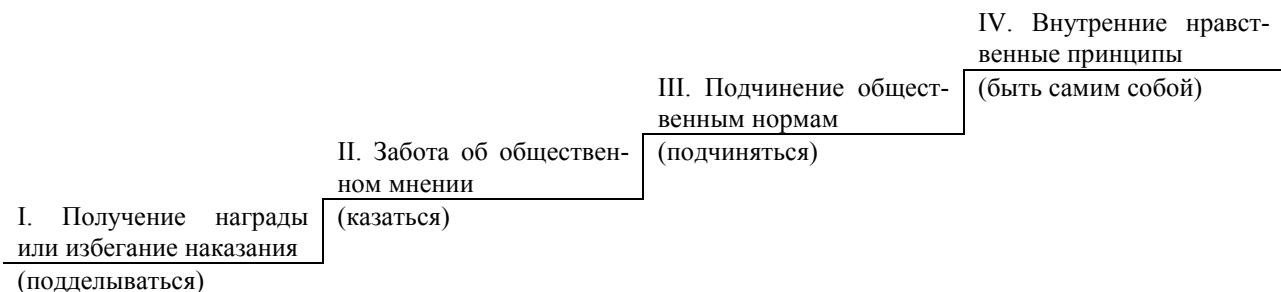 IV. Внутренние нравст-
венные принципы
(быть самим собой)
III. Подчинение общест-
венным нормам
(подчиняться)
II. Забота об обществен-
ном мнении
(казаться)
I. Получение награды
или избегание наказания
(подделываться)